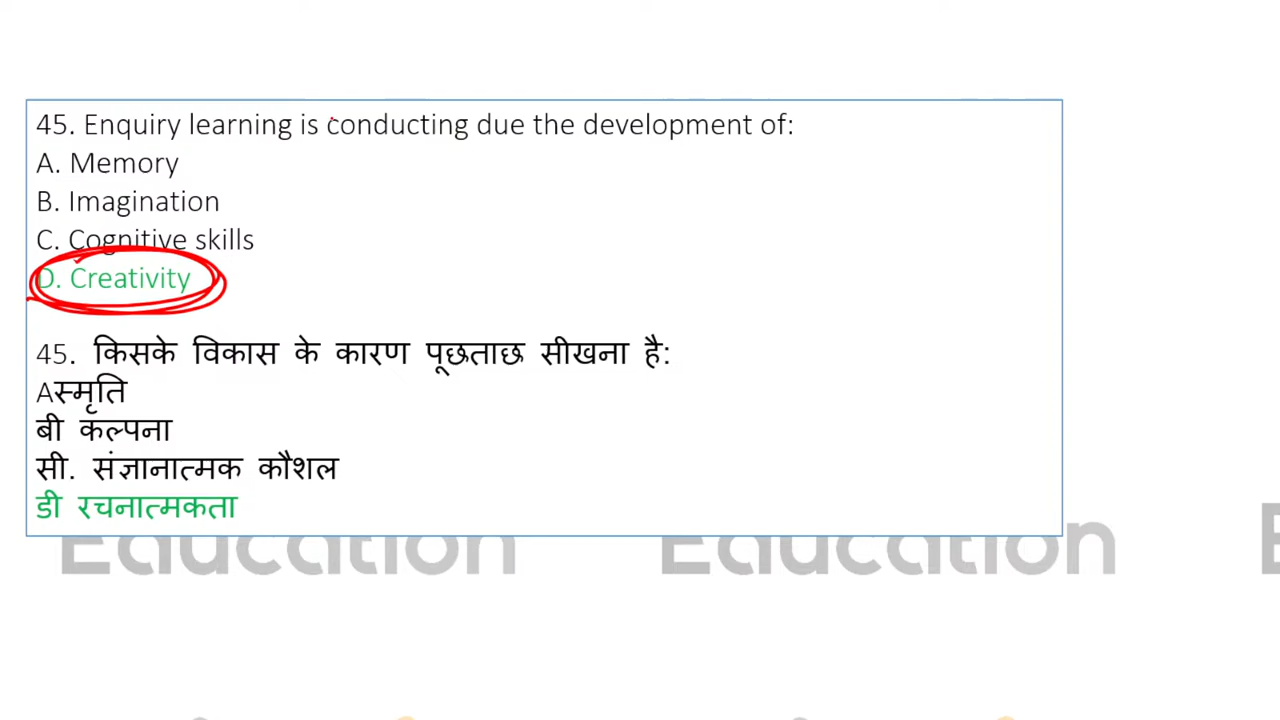 45. Enquiry learning is conducting due the development of:
A. Memory
B. Imagination
C. Cognitive skills
D. Creativity
45. किसके विकास के कारण पूछताछ सीखना है:
Aस्मृति
बी कल्पना
सी. संज्ञानात्मक कौशल
डी रचनात्मकता
Education Education